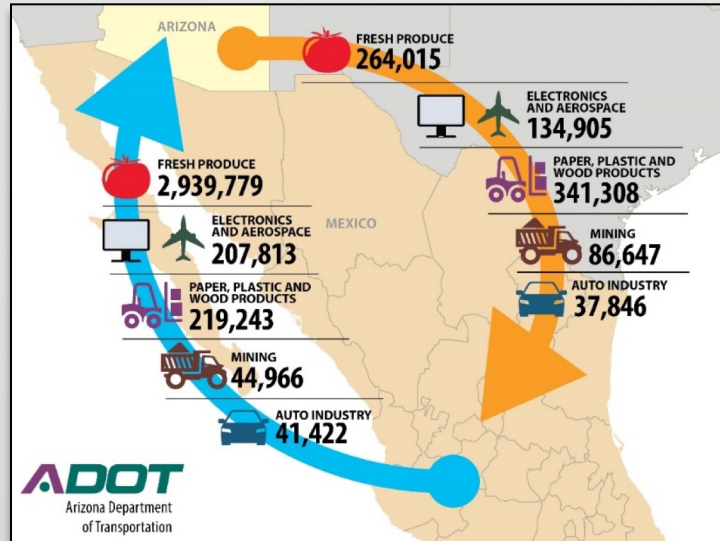 ARIZONA
FRESH PRODUCE
264,015
ELECTRONICS
AND AEROSPACE
134,905
PAPER, PLASTIC AND
WOOD PRODUCTS
341,308
MINING
86,647
AUTO INDUSTRY
37,846
MEXICO
FRESH PRODUCE
2,939,779
ELECTRONICS
AND AEROSPACE
207,813
PAPER, PLASTIC AND
WOOD PRODUCTS
219,243
MINING
44,966
AUTO INDUSTRY
41,422
ADOT
Arizona Department
of Transportation